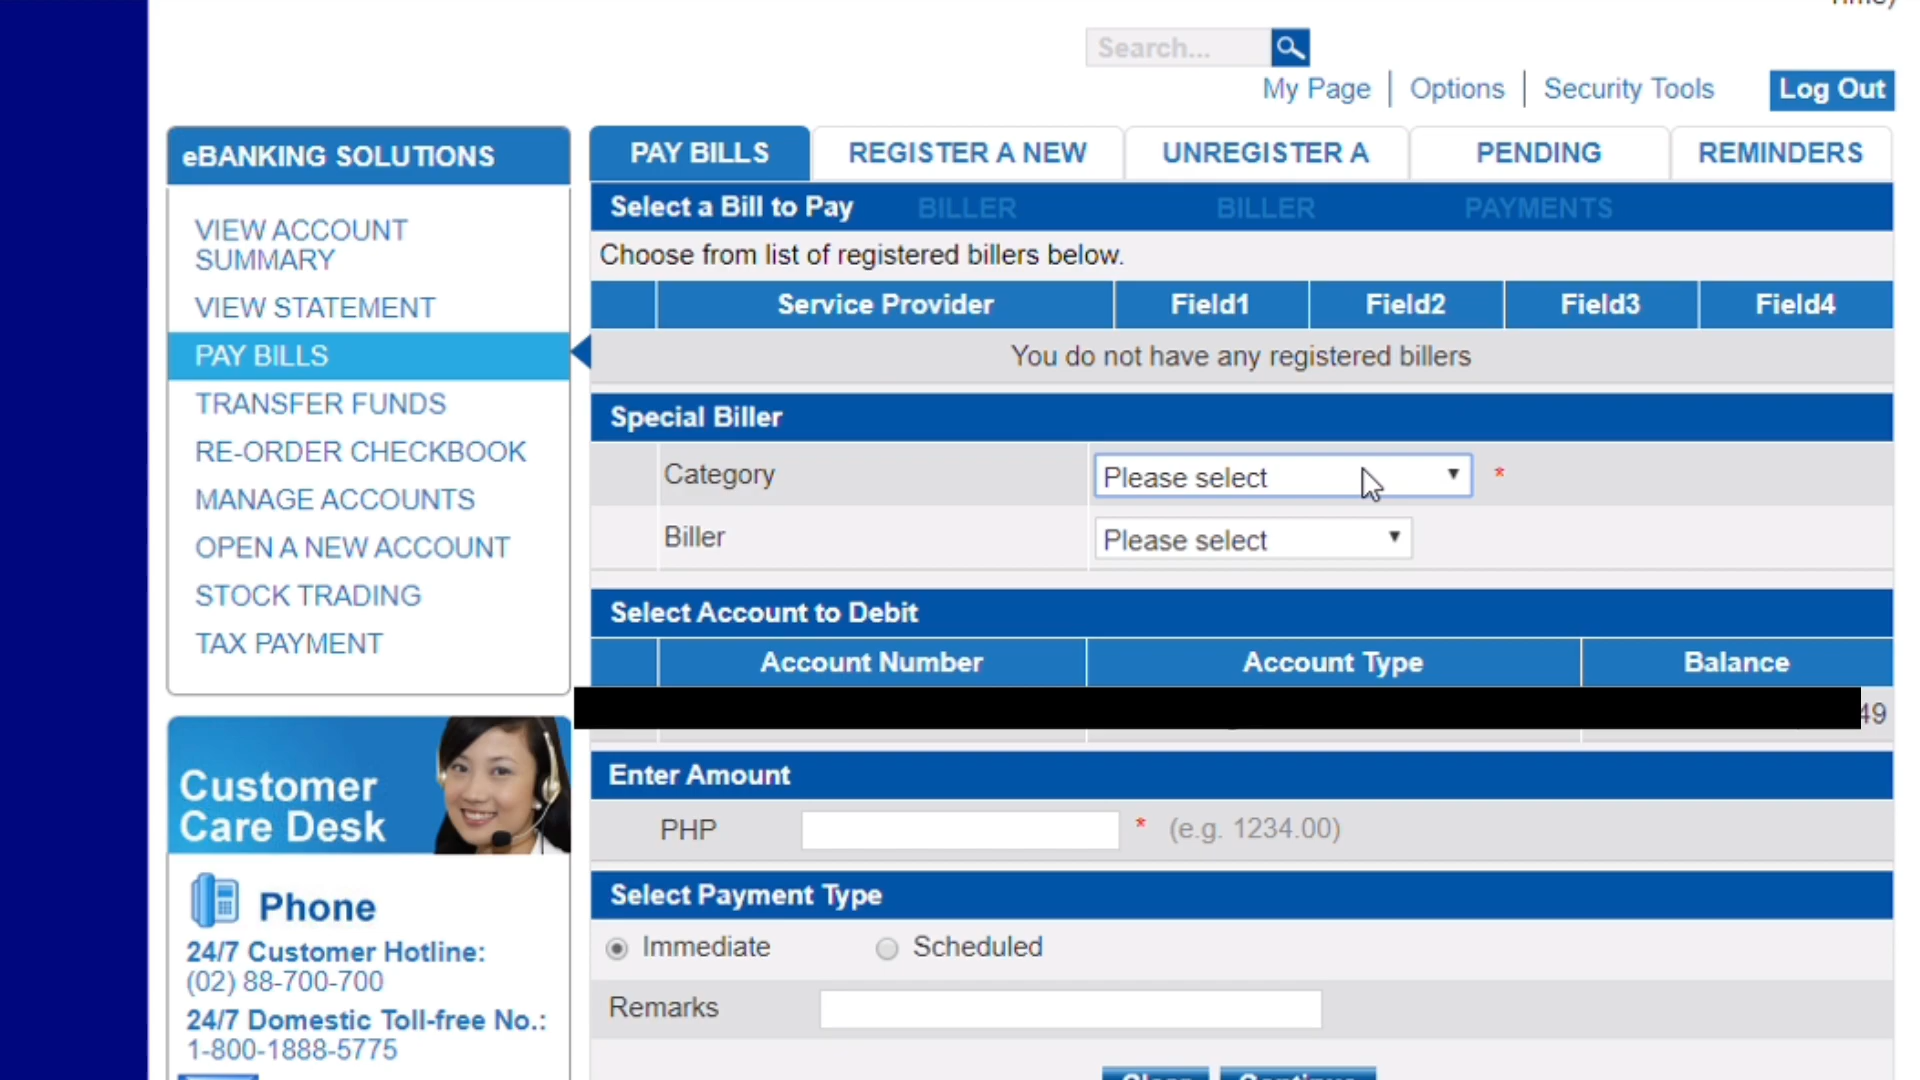 Search...
My Page | Options | Security Tools Log Out
eBANKING SOLUTIONS
VIEW ACCOUNT
SUMMARY
VIEW STATEMENT
PAY BILLS
TRANSFER FUNDS
RE-ORDER CHECKBOOK
MANAGE ACCOUNTS
OPEN A NEW ACCOUNT
STOCK TRADING
TAX PAYMENT
Customer
Care Desk
Phone
24/7 Customer Hotline:
(02) 88-700-700
24/7 Domestic Toll-free No.:
1-800-1888-5775
PAY BILLS REGISTER A NEW UNREGISTER A PENDING REMINDERS
Select a Bill to Pay BILLER BILLER PAYMENTS
Choose from list of registered billers below.
Service Provider Field1 Field2 Field3 Field4
You do not have any registered billers
Special Biller
Category Please select *
Biller Please select
Select Account to Debit
Account Number Account Type Balance
49
Enter Amount
PHP * (e.g. 1234.00)
Select Payment Type
Immediate Scheduled
Remarks